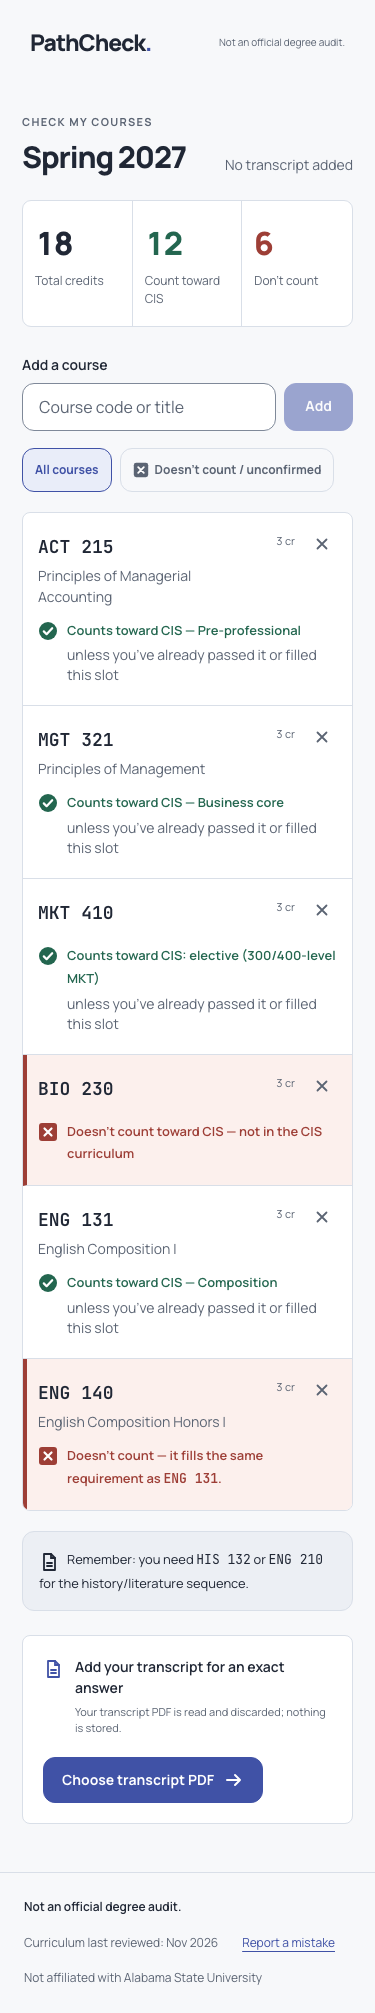 PathCheck.
Not an official degree audit.
CHECK MY COURSES
Spring 2027
No transcript added
18
Total credits
12
Count toward
CIS
6
Don't count
Add a course
Course code or title
Add
All courses
Doesn't count / unconfirmed
ACT 215
3 cr
Principles of Managerial
Accounting
Counts toward CIS — Pre-professional
unless you've already passed it or filled
this slot
MGT 321
3 cr
Principles of Management
Counts toward CIS — Business core
unless you've already passed it or filled
this slot
MKT 410
3 cr
Counts toward CIS: elective (300/400-level
MKT)
unless you've already passed it or filled
this slot
BIO 230
3 cr
Doesn't count toward CIS — not in the CIS
curriculum
ENG 131
3 cr
English Composition I
Counts toward CIS — Composition
unless you've already passed it or filled
this slot
ENG 140
3 cr
English Composition Honors I
Doesn't count — it fills the same
requirement as ENG 131.
Remember: you need HIS 132 or ENG 210
for the history/literature sequence.
Add your transcript for an exact
answer
Your transcript PDF is read and discarded; nothing
is stored.
Choose transcript PDF
Not an official degree audit.
Curriculum last reviewed: Nov 2026
Report a mistake
Not affiliated with Alabama State University